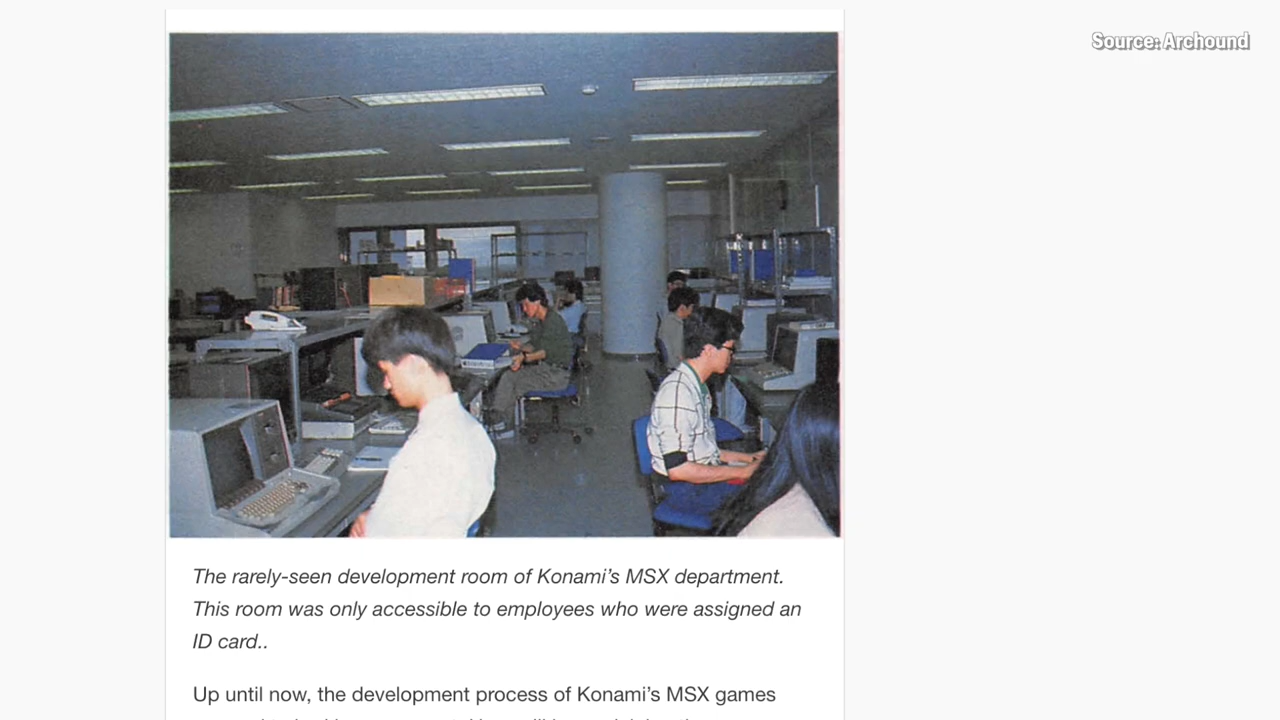 Source: Archound
The rarely-seen development room of Konami's MSX department.
This room was only accessible to employees who were assigned an
ID card..
Up until now, the development process of Konami's MSX games